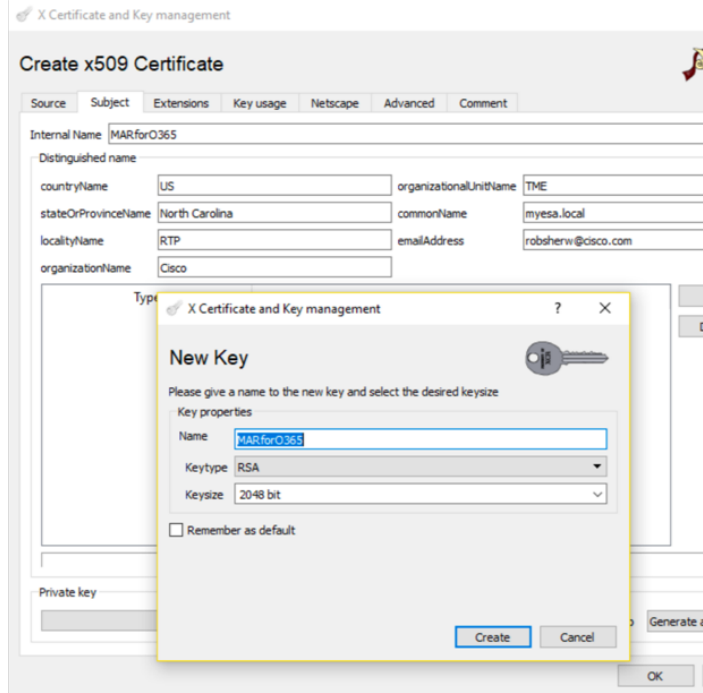 X Certificate and Key management
Create x509 Certificate
Source Subject Extensions Key usage Netscape Advanced Comment
Internal Name MARforO365
Distinguished name
countryName US organizationalUnitName TME
stateOrProvinceName North Carolina commonName myesa.local
localityName RTP emailAddress robsherw@cisco.com
organizationName Cisco
X Certificate and Key management ? X
New Key
Please give a name to the new key and select the desired keysize
Key properties
Name MARforO365
Keytype RSA
Keysize 2048 bit
Remember as default
Private key
Generate a
Create Cancel
OK